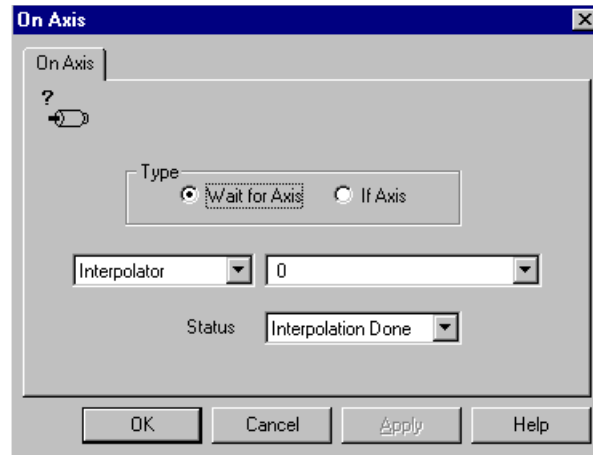 On Axis
On Axis
?
Type
Wait for Axis If Axis
Interpolator 0
Status Interpolation Done
OK Cancel Apply Help